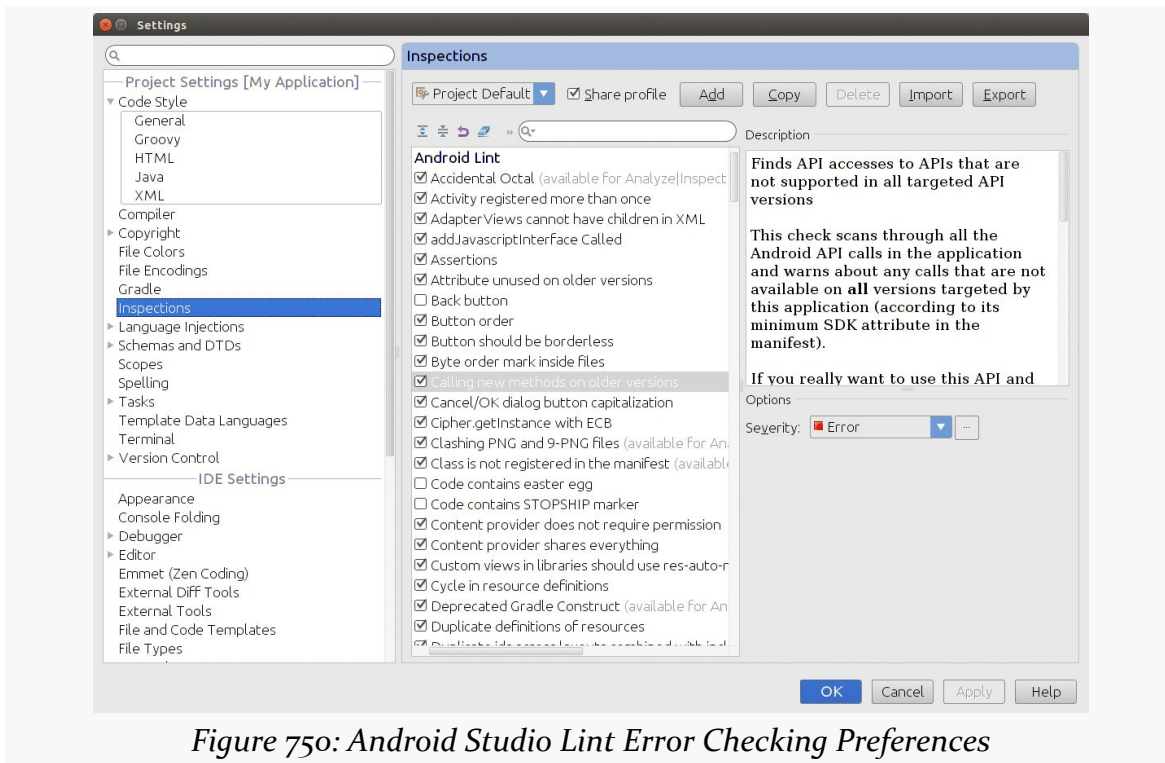 Settings
Project Settings [My Application]
Code Style
General
Groovy
HTML
Java
XML
Compiler
Copyright
File Colors
File Encodings
Gradle
Inspections
Language Injections
Schemas and DTDs
Scopes
Spelling
Tasks
Template Data Languages
Terminal
Version Control
IDE Settings
Appearance
Console Folding
Debugger
Editor
Emmet (Zen Coding)
External Diff Tools
External Tools
File and Code Templates
File Types
Inspections
Project Default
Share profile
Add
Copy
Delete
Import
Export
»
Android Lint
Accidental Octal (available for Analyze|Inspect
Activity registered more than once
AdapterViews cannot have children in XML
addJavascriptInterface Called
Assertions
Attribute unused on older versions
Back button
Button order
Button should be borderless
Byte order mark inside files
Calling new methods on older versions
Cancel/OK dialog button capitalization
Cipher.getInstance with ECB
Clashing PNG and 9-PNG files (available for An
Class is not registered in the manifest (availabl
Code contains easter egg
Code contains STOPSHIP marker
Content provider does not require permission
Content provider shares everything
Custom views in libraries should use res-auto-n
Cycle in resource definitions
Deprecated Gradle Construct (available for An
Duplicate definitions of resources
Description
Finds API accesses to APIs that are
not supported in all targeted API
versions
This check scans through all the
Android API calls in the application
and warns about any calls that are not
available on all versions targeted by
this application (according to its
minimum SDK attribute in the
manifest).
If you really want to use this API and
Options
Severity:
Error
...
OK
Cancel
Apply
Help
Figure 750: Android Studio Lint Error Checking Preferences